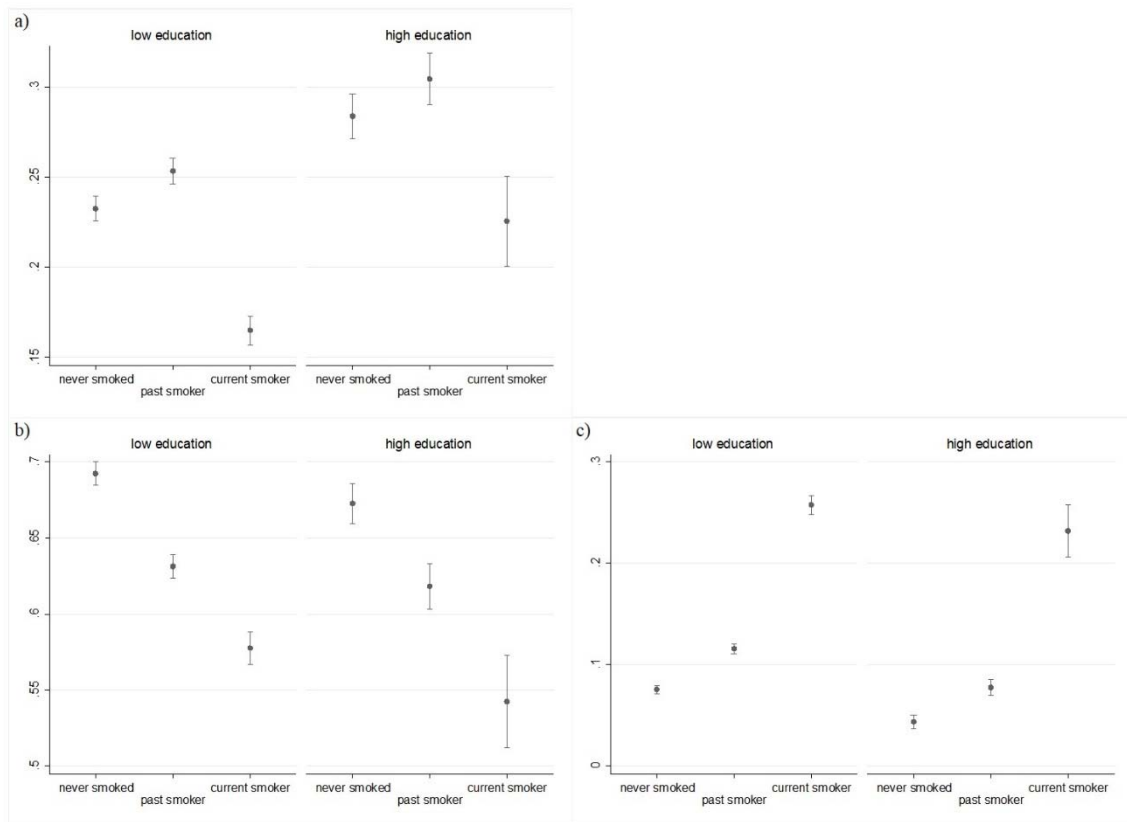 a)
low education
high education
.3
.25
.2
.15
never smoked
past smoker
current smoker
never smoked
past smoker
current smoker
b)
low education
high education
.7
.65
.6
.55
.5
never smoked
past smoker
current smoker
never smoked
past smoker
current smoker
c)
low education
high education
.3
.2
.1
0
never smoked
past smoker
current smoker
never smoked
past smoker
current smoker